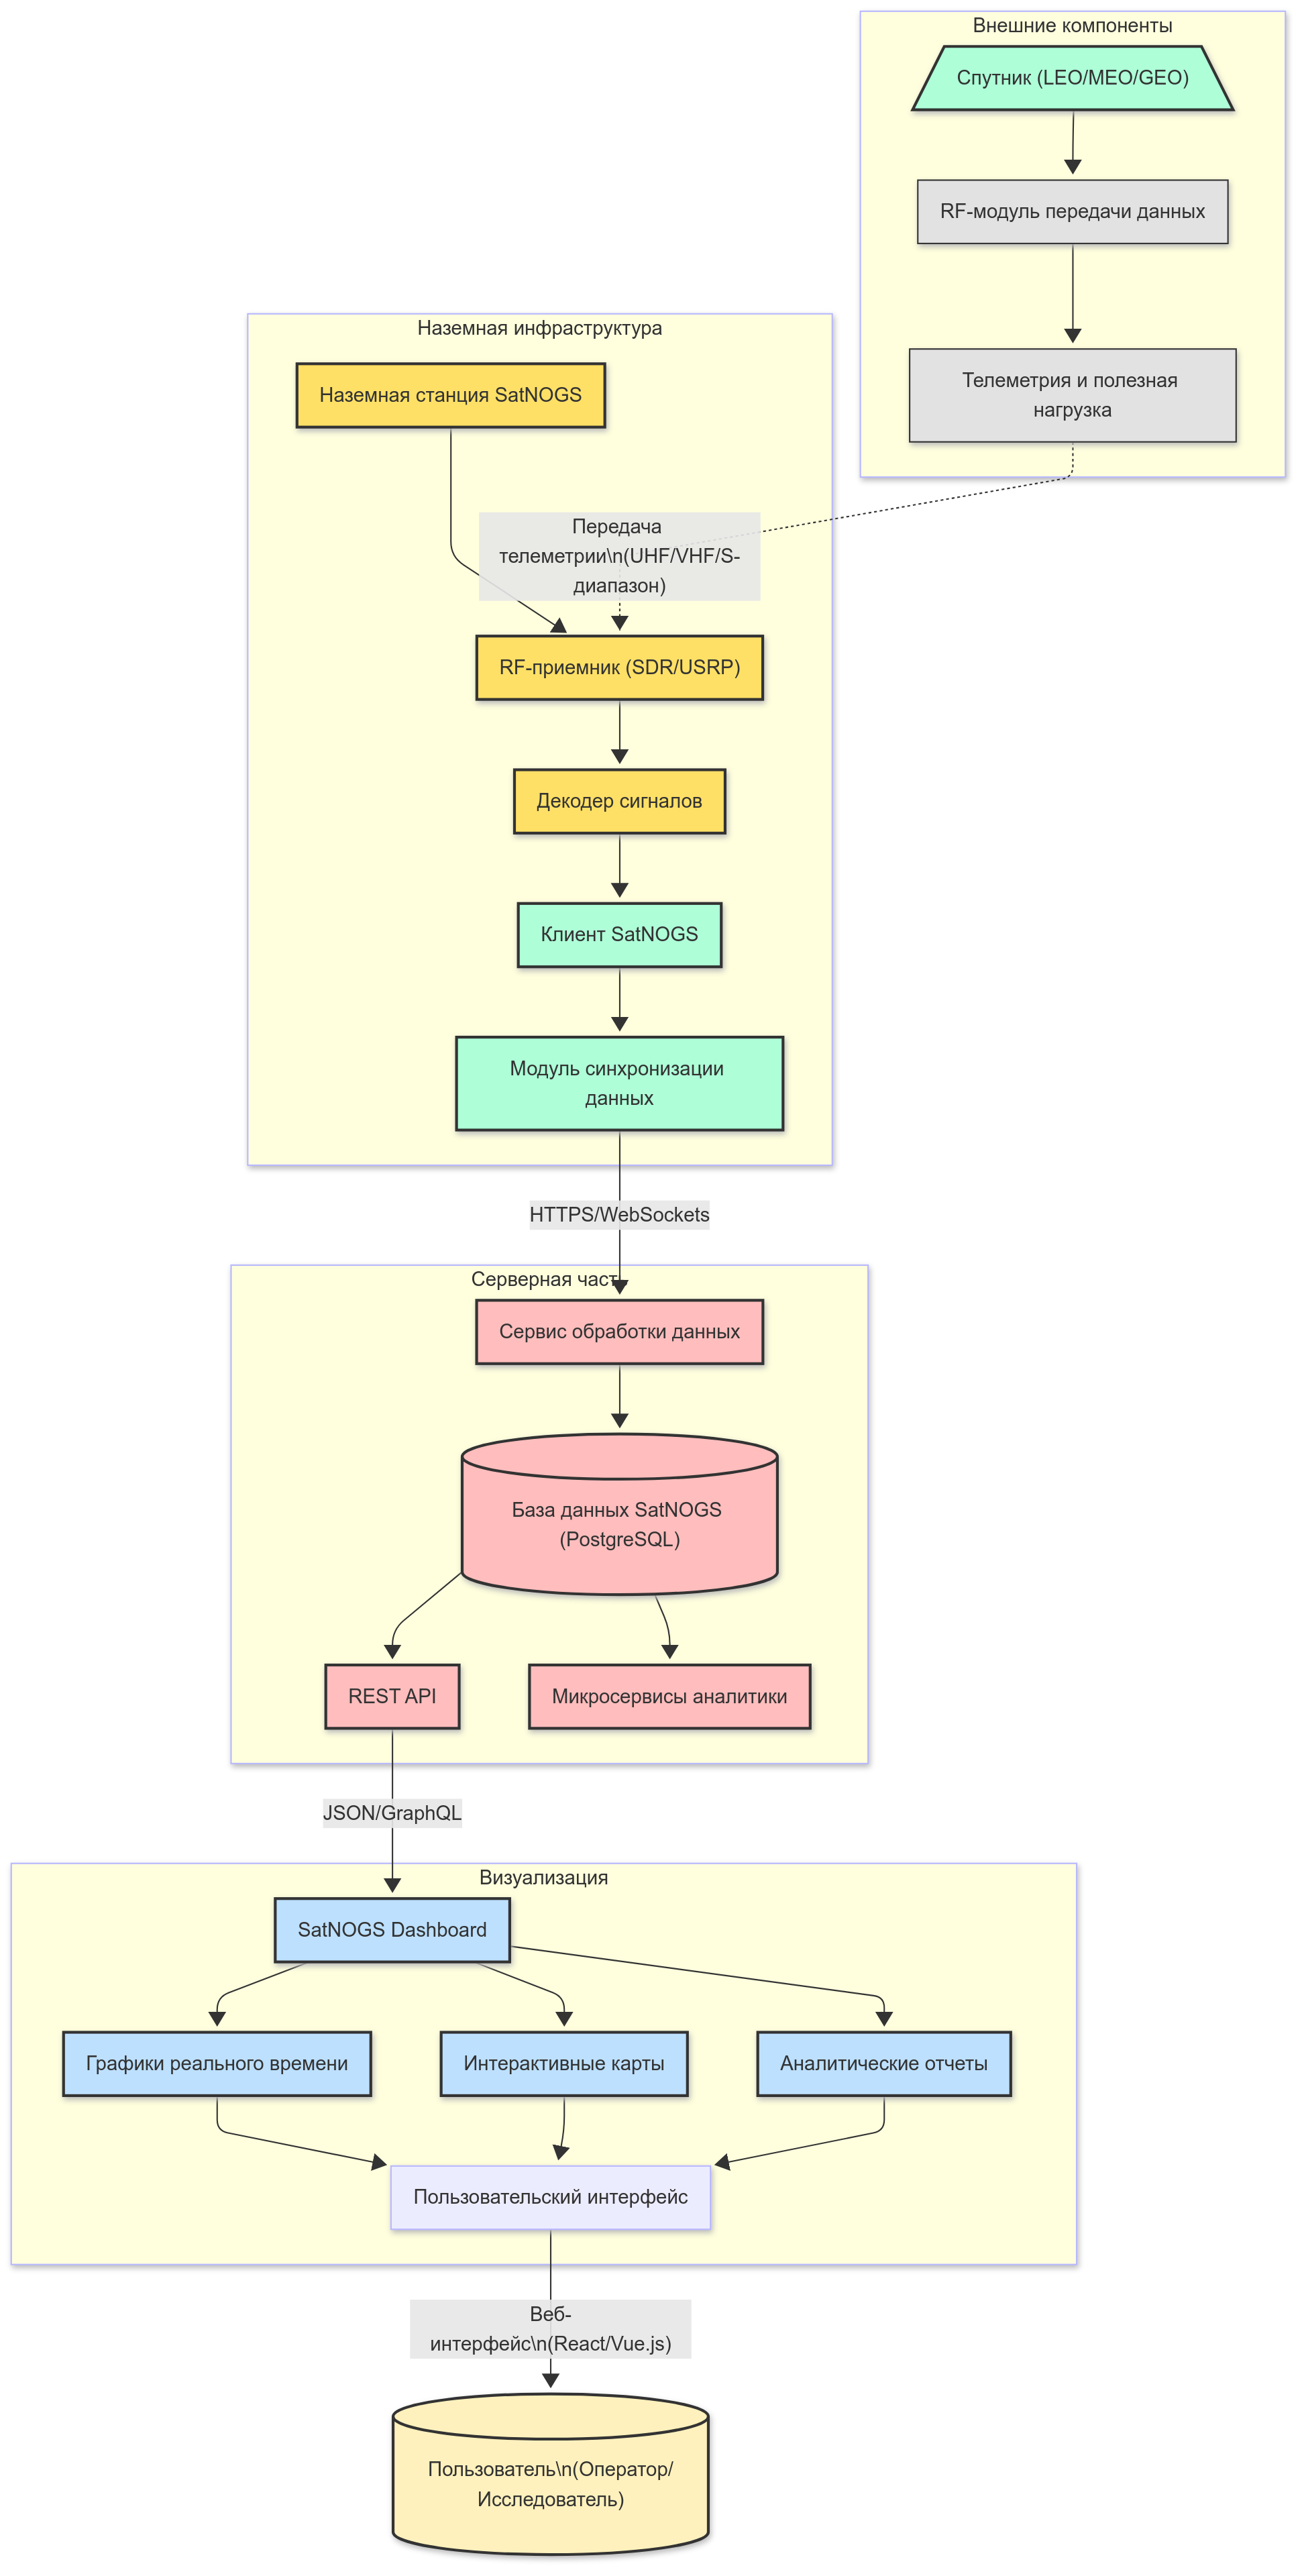 Внешние компоненты
Спутник (LEO/MEO/GEO)
RF-модуль передачи данных
Телеметрия и полезная
нагрузка
Наземная инфраструктура
Наземная станция SatNOGS
Передача
телеметрии\n(UHF/VHF/S-
диапазон)
RF-приемник (SDR/USRP)
Декодер сигналов
Клиент SatNOGS
Модуль синхронизации
данных
HTTPS/WebSockets
Серверная част
Сервис обработки данных
База данных SatNOGS
(PostgreSQL)
REST API
Микросервисы аналитики
JSON/GraphQL
Визуализация
SatNOGS Dashboard
Графики реального времени
Интерактивные карты
Аналитические отчеты
Пользовательский интерфейс
Веб-
интерфейс\n(React/Vue.js)
Пользователь\n(Оператор/
Исследователь)